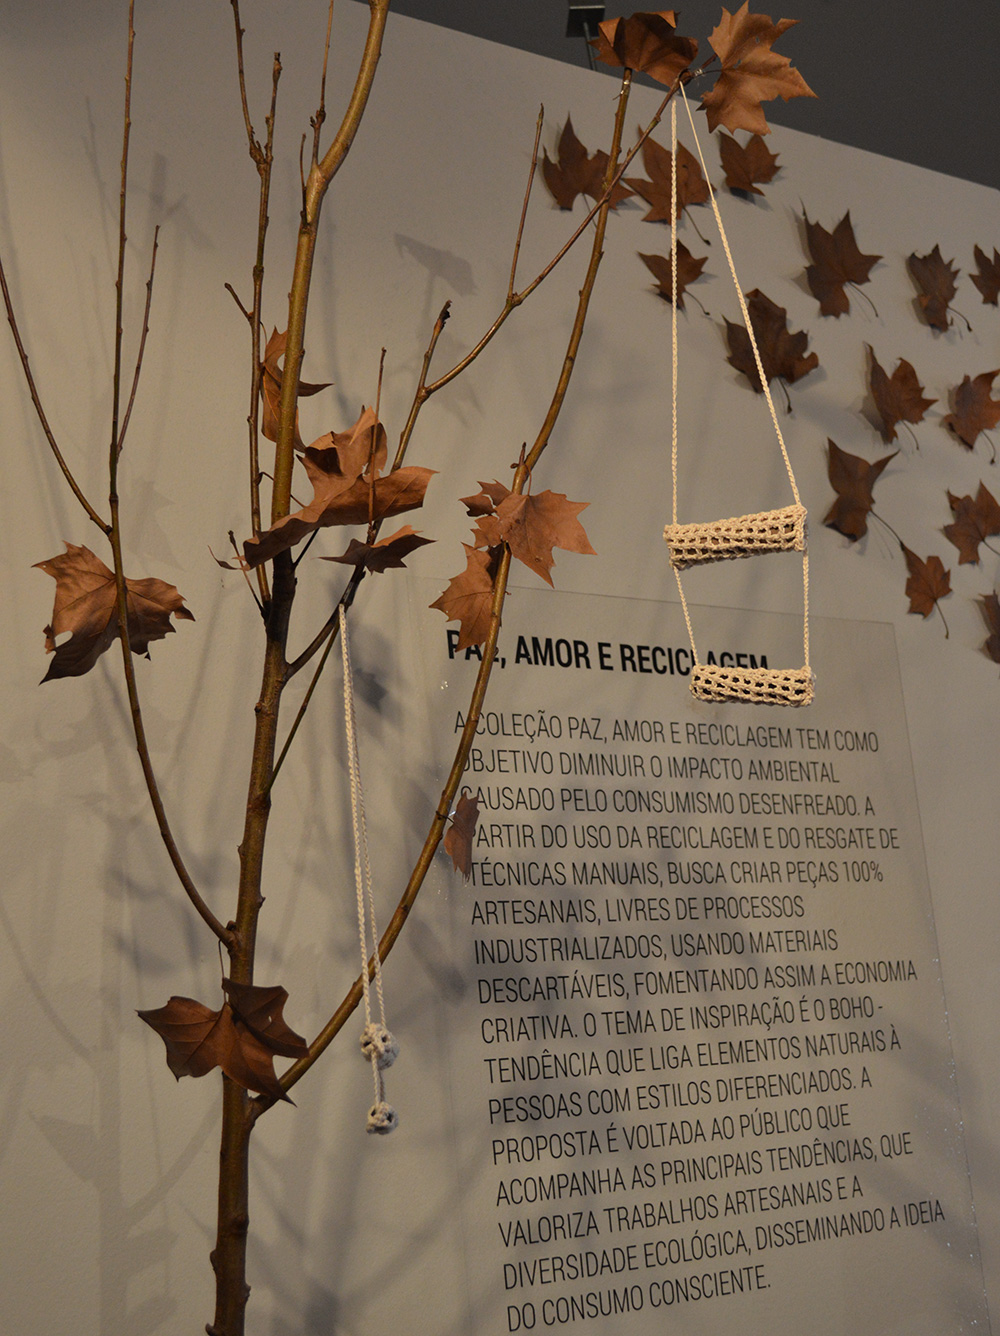 PAZ, AMOR E RECICLAGEM
A COLEÇÃO PAZ, AMOR E RECICLAGEM TEM COMO
OBJETIVO DIMINUIR O IMPACTO AMBIENTAL
CAUSADO PELO CONSUMISMO DESENFREADO. A
PARTIR DO USO DA RECICLAGEM E DO RESGATE DE
TÉCNICAS MANUAIS, BUSCA CRIAR PEÇAS 100%
ARTESANAIS, LIVRES DE PROCESSOS
INDUSTRIALIZADOS, USANDO MATERIAIS
DESCARTÁVEIS, FOMENTANDO ASSIM A ECONOMIA
CRIATIVA. O TEMA DE INSPIRAÇÃO É O BOHO -
TENDÊNCIA QUE LIGA ELEMENTOS NATURAIS À
PESSOAS COM ESTILOS DIFERENCIADOS. A
PROPOSTA É VOLTADA AO PÚBLICO QUE
ACOMPANHA AS PRINCIPAIS TENDÊNCIAS, QUE
VALORIZA TRABALHOS ARTESANAIS E A
DIVERSIDADE ECOLÓGICA, DISSEMINANDO A IDEIA
DO CONSUMO CONSCIENTE.